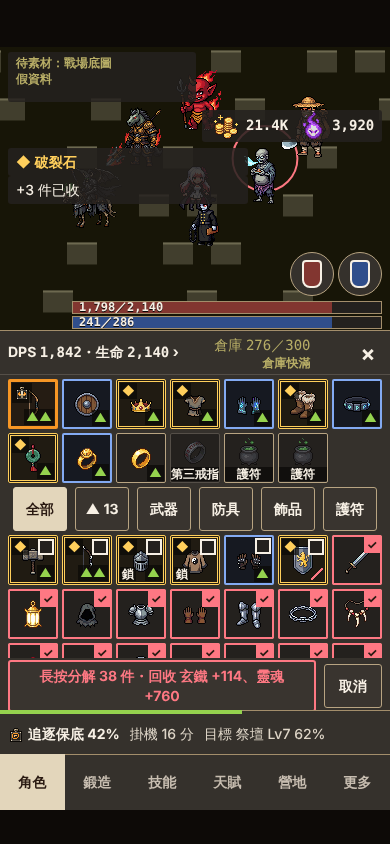 待素材：戰場底圖
假資料
21.4K 3,920
◆ 破裂石
+3 件已收
1,798／2,140
241／286
DPS 1,842・生命 2,140 ›
倉庫 276／300
倉庫快滿
×
第三戒指 護符 護符
全部 ▲ 13 武器 防具 飾品 護符
鎖 鎖
長按分解 38 件・回收 玄鐵 +114、靈魂
+760
取消
追逐保底 42% 掛機 16 分 目標 祭壇 Lv7 62%
角色 鍛造 技能 天賦 營地 更多